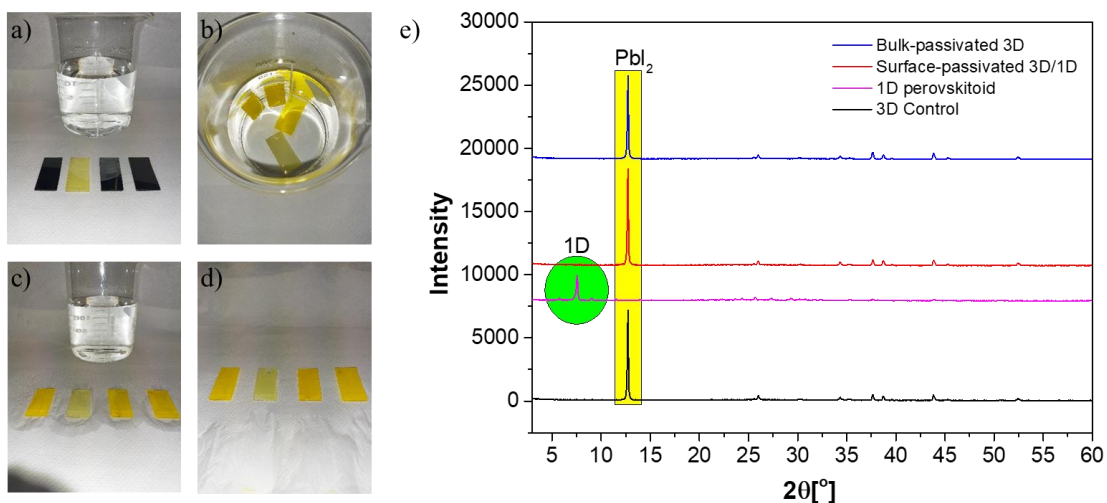 a)
b)
c)
d)
e)
PbI₂
Bulk-passivated 3D
Surface-passivated 3D/1D
1D perovskitoid
3D Control
1D
Intensity
30000
25000
20000
15000
10000
5000
0
5 10 15 20 25 30 35 40 45 50 55 60
2θ[°]